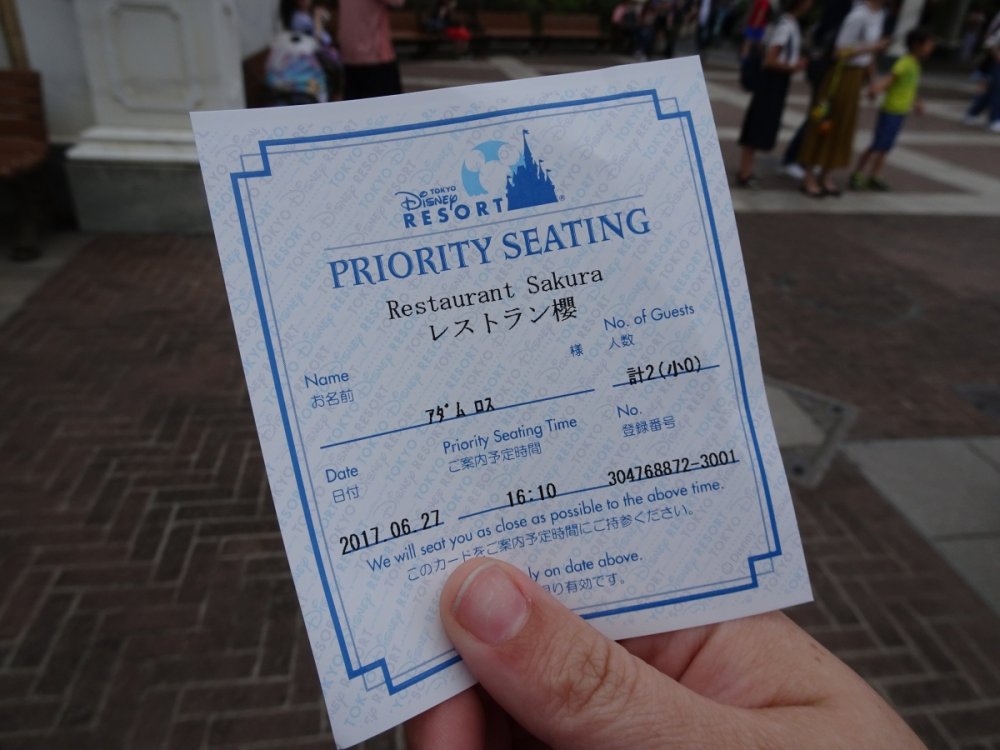 TOKYO
Disney
RESORT®
PRIORITY SEATING
Restaurant Sakura
レストラン櫻
Name
お名前
様
アダム ロス
No. of Guests
人数
計2(小0)
Date
日付
2017.06.27
Priority Seating Time
ご案内予定時間
16:10
No.
登録番号
304768872-3001
We will seat you as close as possible to the above time.
このカードをご案内予定時間にご持参ください。
ly on date above.
り有効です。